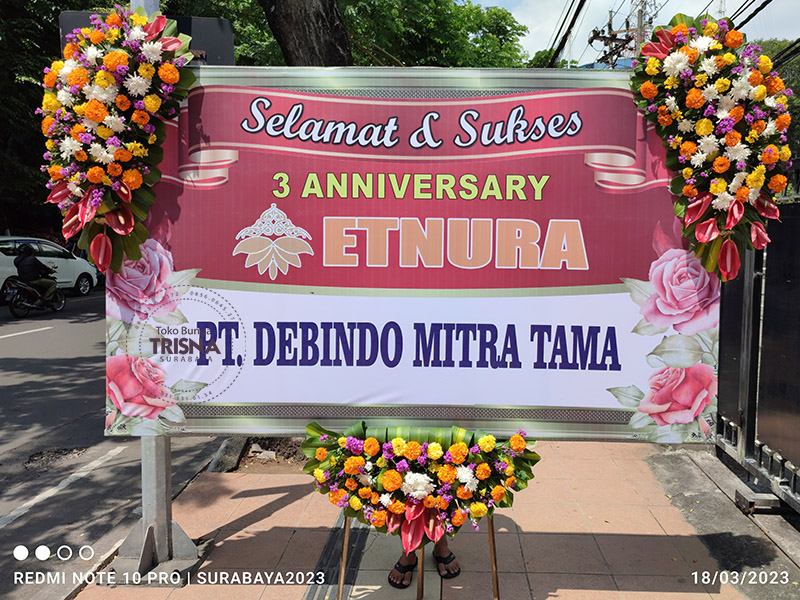 Selamat & Sukses
3 ANNIVERSARY
ETNURA
PT. DEBINDO MITRA TAMA
Toko Bunga
TRISNA
SURABAYA
REDMI NOTE 10 PRO | SURABAYA2023
18/03/2023